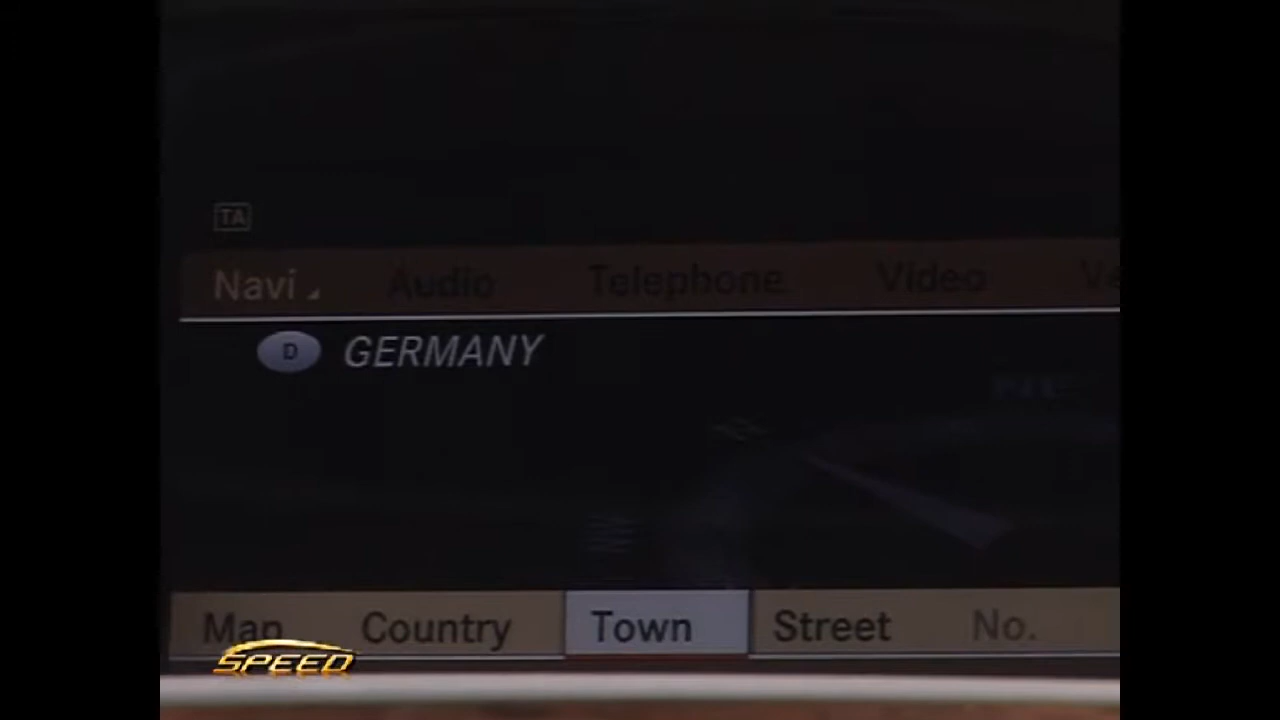 TA
Navi Audio Telephone Video
D GERMANY
Map Country Town Street No.
SPEED